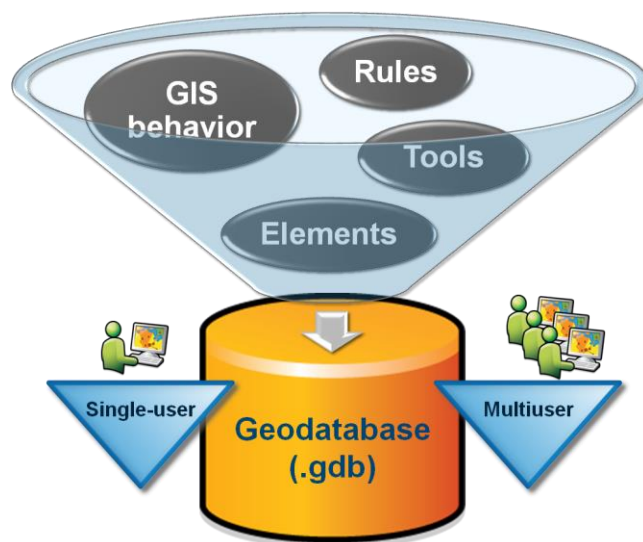 Rules
GIS
behavior
Tools
Elements
Single-user
Multiuser
Geodatabase
(.gdb)